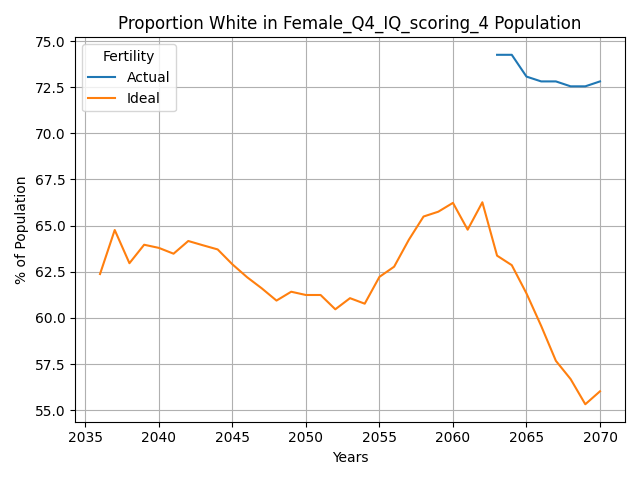 Proportion White in Female_Q4_IQ_scoring_4 Population
75.0
72.5
70.0
67.5
65.0
62.5
60.0
57.5
55.0
% of Population
Fertility
Actual
Ideal
2035 2040 2045 2050 2055 2060 2065 2070
Years